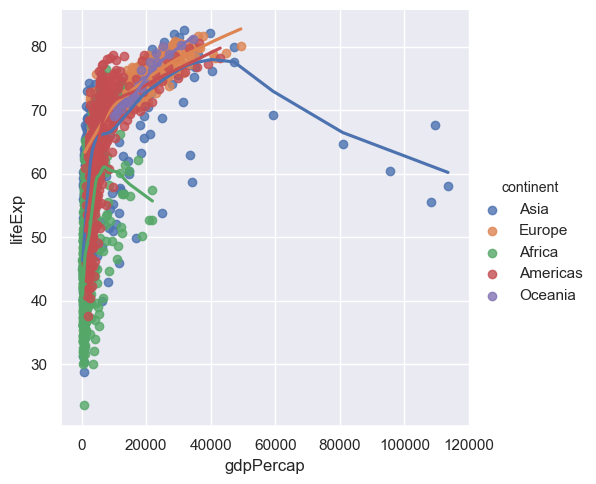 80
70
60
50
40
30
lifeExp
0 20000 40000 60000 80000 100000 120000
gdpPercap
continent
Asia
Europe
Africa
Americas
Oceania